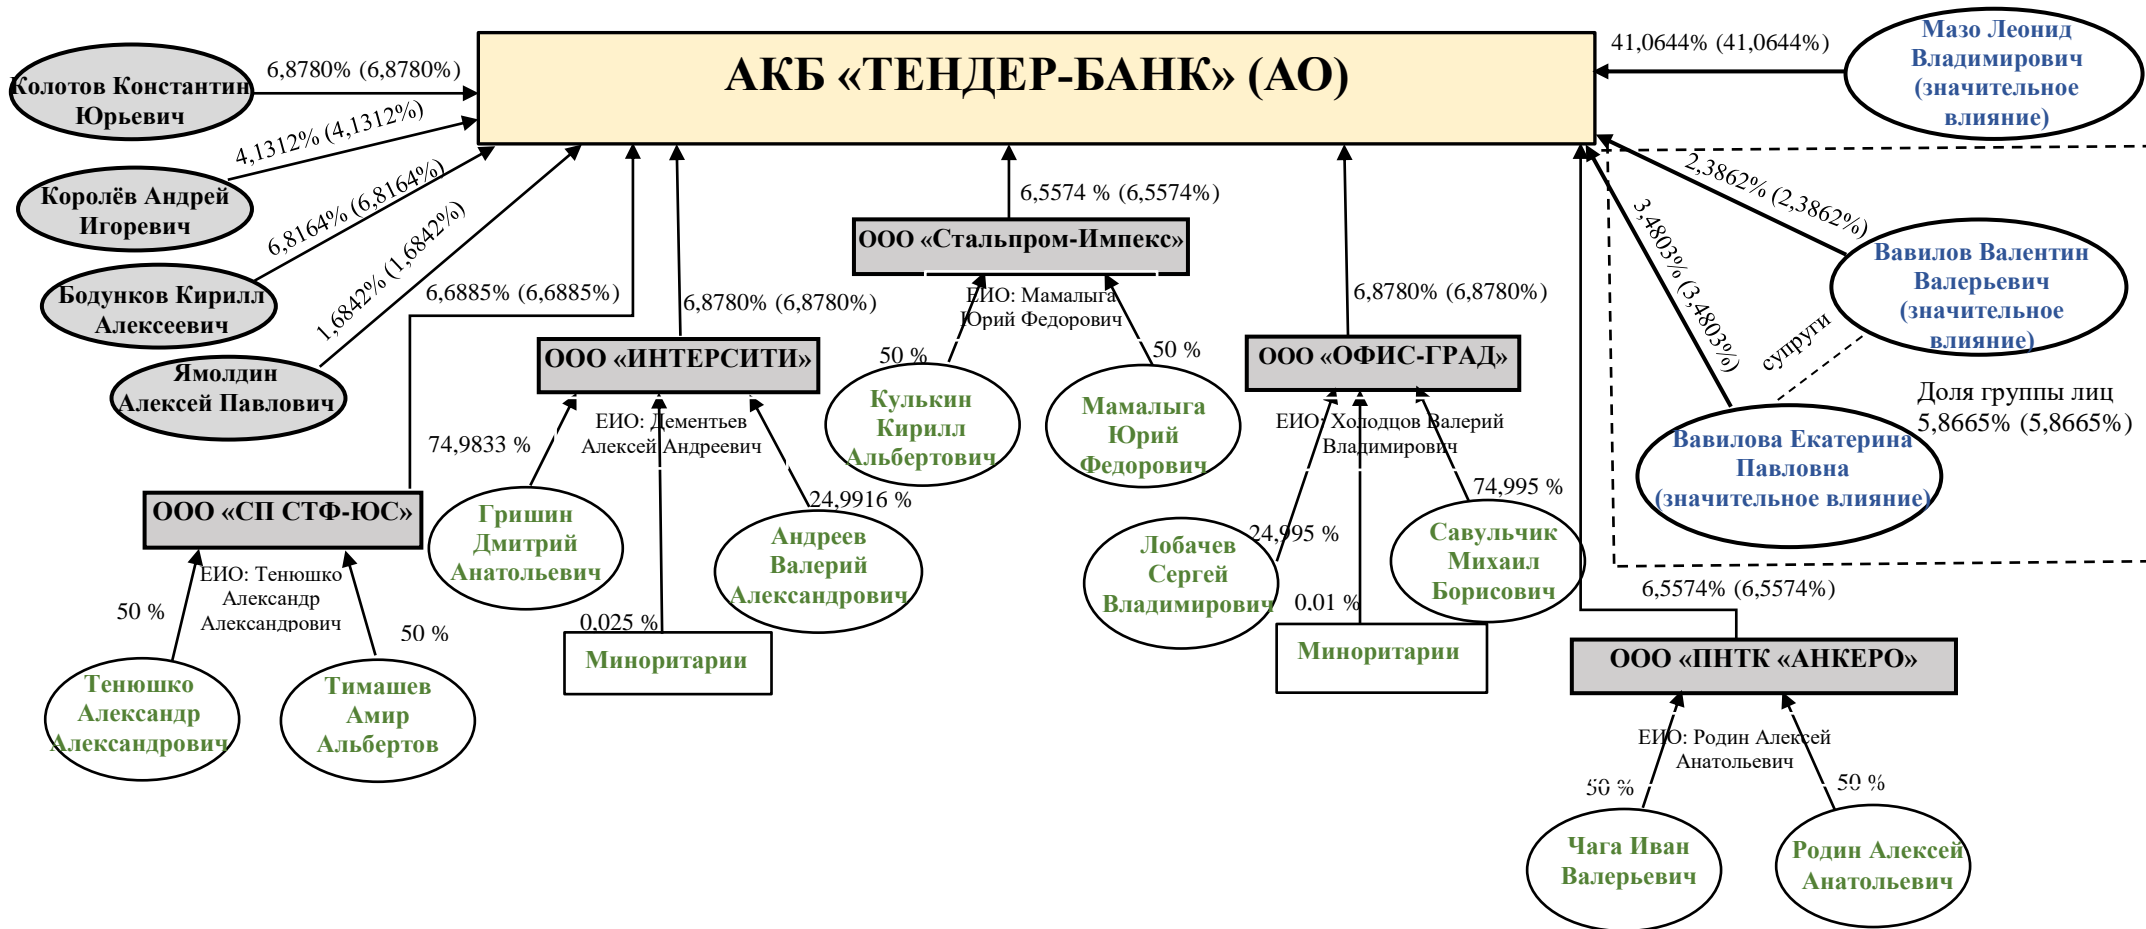 АКБ «ТЕНДЕР-БАНК» (АО)
Колотов Константин
Юрьевич
6,8780% (6,8780%)
Королёв Андрей
Игоревич
4,1312% (4,1312%)
Бодунков Кирилл
Алексеевич
6,8164% (6,8164%)
Ямолдин
Алексей Павлович
1,6842% (1,6842%)
41,0644% (41,0644%)
Мазо Леонид
Владимирович
(значительное
влияние)
2,3862% (2,3862%)
Вавилов Валентин
Валерьевич
(значительное
влияние)
супруги
3,4803% (3,4803%)
Вавилова Екатерина
Павловна
(значительное влияние)
Доля группы лиц
5,8665% (5,8665%)
6,6885% (6,6885%)
ООО «СП СТФ-ЮС»
ЕИО: Тенюшко
Александр
Александрович
50 %
50 %
Тенюшко
Александр
Александрович
Тимашев
Амир
Альбертов
6,8780% (6,8780%)
ООО «ИНТЕРСИТИ»
ЕИО: Дементьев
Алексей Андреевич
74,9833 %
24,9916 %
0,025 %
Гришин
Дмитрий
Анатольевич
Андреев
Валерий
Александрович
Миноритарии
6,5574 % (6,5574%)
ООО «Стальпром-Импекс»
ЕИО: Мамалыга
Юрий Федорович
50 %
50 %
Кулькин
Кирилл
Альбертович
Мамалыга
Юрий
Федорович
6,8780% (6,8780%)
ООО «ОФИС-ГРАД»
ЕИО: Холодцов Валерий
Владимирович
24,995 %
0,01 %
74,995 %
Лобачев
Сергей
Владимирович
Миноритарии
Савульчик
Михаил
Борисович
6,5574% (6,5574%)
ООО «ПНТК «АНКЕРО»
ЕИО: Родин Алексей
Анатольевич
50 %
50 %
Чага Иван
Валерьевич
Родин Алексей
Анатольевич